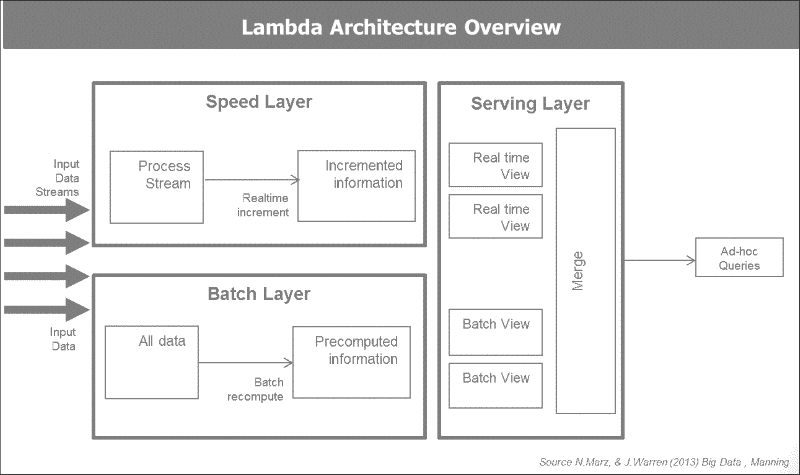 Lambda Architecture Overview
Input
Data
Streams
Speed Layer
Process
Stream
Realtime
increment
Incremented
information
Batch Layer
Input
Data
All data
Batch
recompute
Precomputed
information
Serving Layer
Real time
View
Real time
View
Batch View
Batch View
Merge
Ad-hoc
Queries
Source N.Marz, & J.Warren (2013) Big Data , Manning